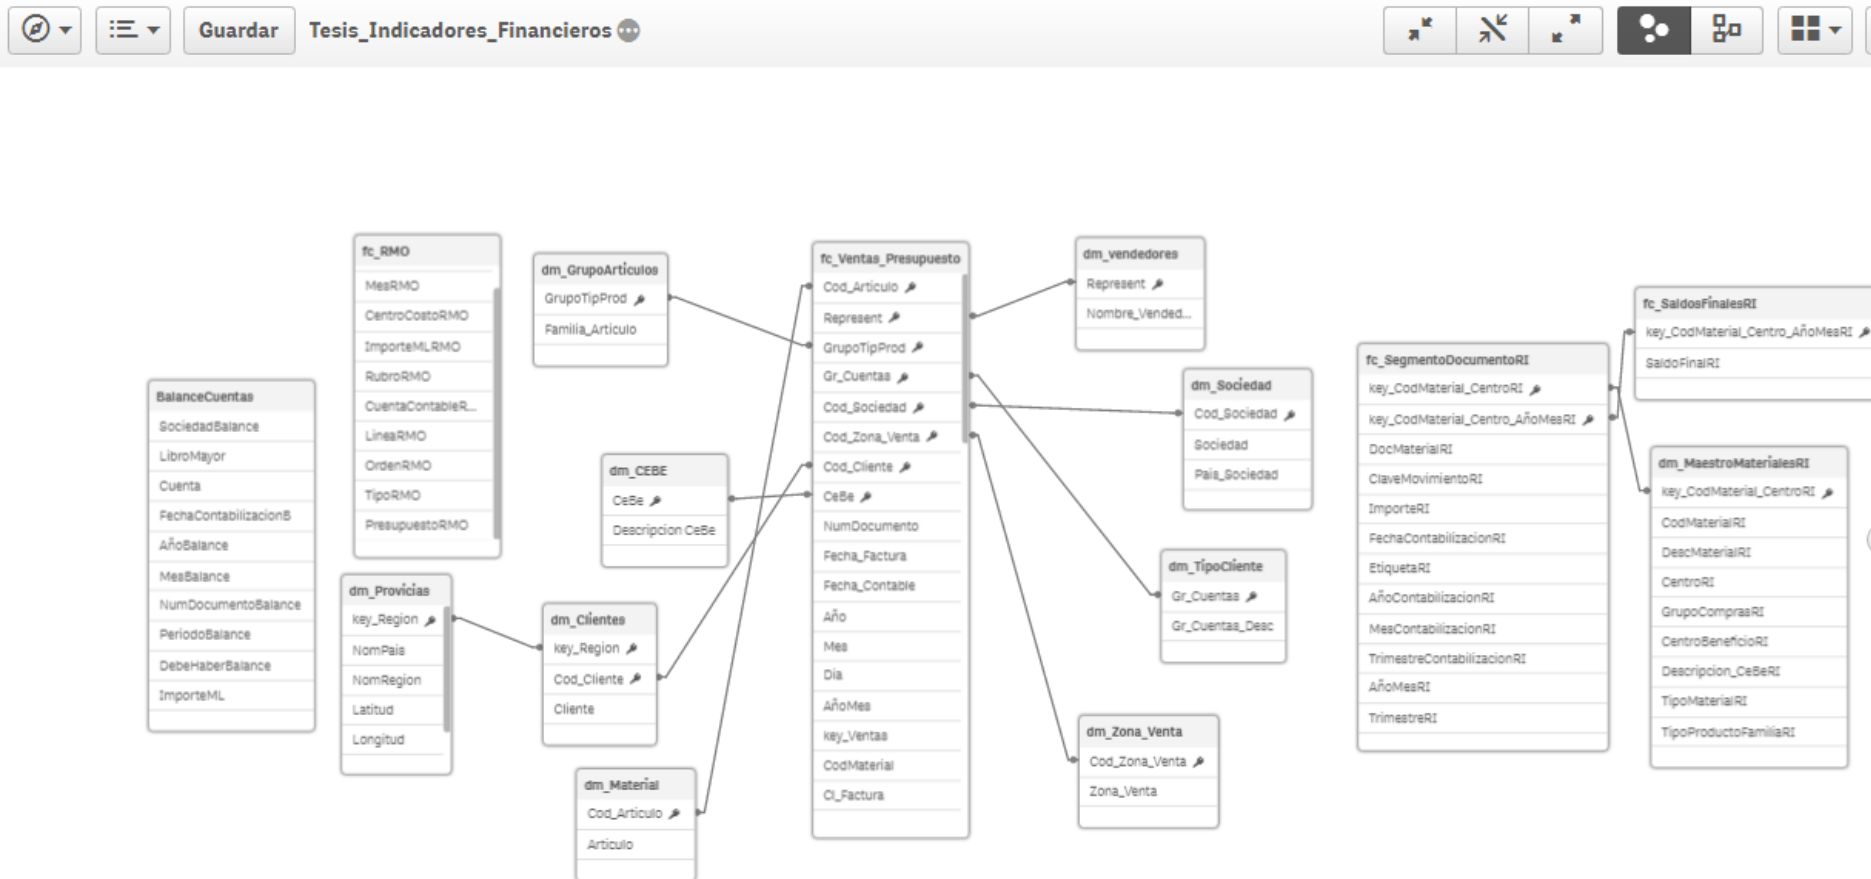 Guardar
Tesis_Indicadores_Financieros
BalanceCuentas
SociedadBalance
LibroMayor
Cuenta
FechaContabilizacionB
AñoBalance
MesBalance
NumDocumentoBalance
PeriodoBalance
DebeHaberBalance
ImporteML
fc_RMO
MesRMO
CentroCostoRMO
ImporteMLRMO
RubroRMO
CuentaContableR...
LineaRMO
OrdenRMO
TipoRMO
PresupuestoRMO
dm_Provicias
key_Region
NomPais
NomRegion
Latitud
Longitud
dm_GrupoArticulos
GrupoTipProd
Familia_Articulo
dm_CEBE
CeBe
Descripcion CeBe
dm_Clientes
key_Region
Cod_Cliente
Cliente
dm_Material
Cod_Articulo
Articulo
fc_Ventas_Presupuesto
Cod_Articulo
Represent
GrupoTipProd
Gr_Cuentas
Cod_Sociedad
Cod_Zona_Venta
Cod_Cliente
CeBe
NumDocumento
Fecha_Factura
Fecha_Contable
Año
Mes
Dia
AñoMes
key_Ventas
CodMaterial
Cl_Factura
dm_vendedores
Represent
Nombre_Vended...
dm_Sociedad
Cod_Sociedad
Sociedad
Pais_Sociedad
dm_TipoCliente
Gr_Cuentas
Gr_Cuentas_Desc
dm_Zona_Venta
Cod_Zona_Venta
Zona_Venta
fc_SegmentoDocumentoRI
key_CodMaterial_CentroRI
key_CodMaterial_Centro_AñoMesRI
DocMaterialRI
ClaveMovimientoRI
ImporteRI
FechaContabilizacionRI
EtiquetaRI
AñoContabilizacionRI
MesContabilizacionRI
TrimestreContabilizacionRI
AñoMesRI
TrimestreRI
fc_SaldosFinalesRI
key_CodMaterial_Centro_AñoMesRI
SaldoFinalRI
dm_MaestroMaterialesRI
key_CodMaterial_CentroRI
CodMaterialRI
DescMaterialRI
CentroRI
GrupoComprasRI
CentroBeneficioRI
Descripcion_CeBeRI
TipoMaterialRI
TipoProductoFamiliaRI